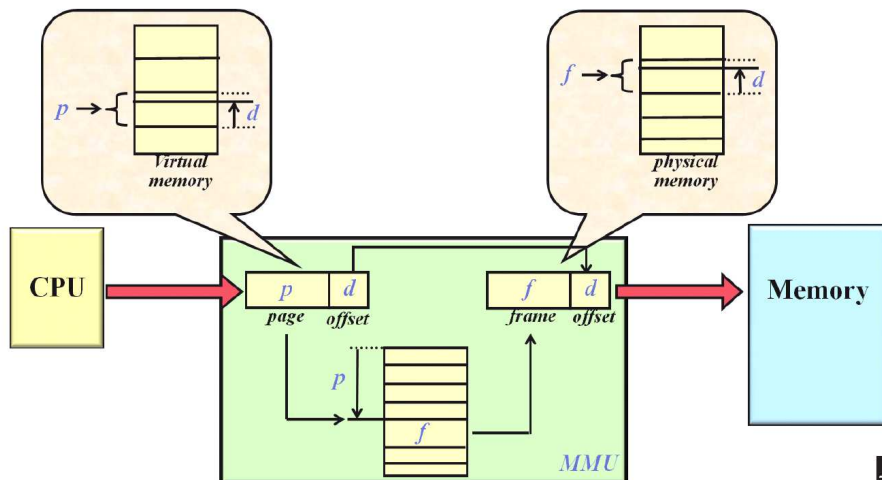 p
d
Virtual
memory
f
d
physical
memory
CPU
p
d
page
offset
f
d
frame
offset
Memory
p
f
MMU